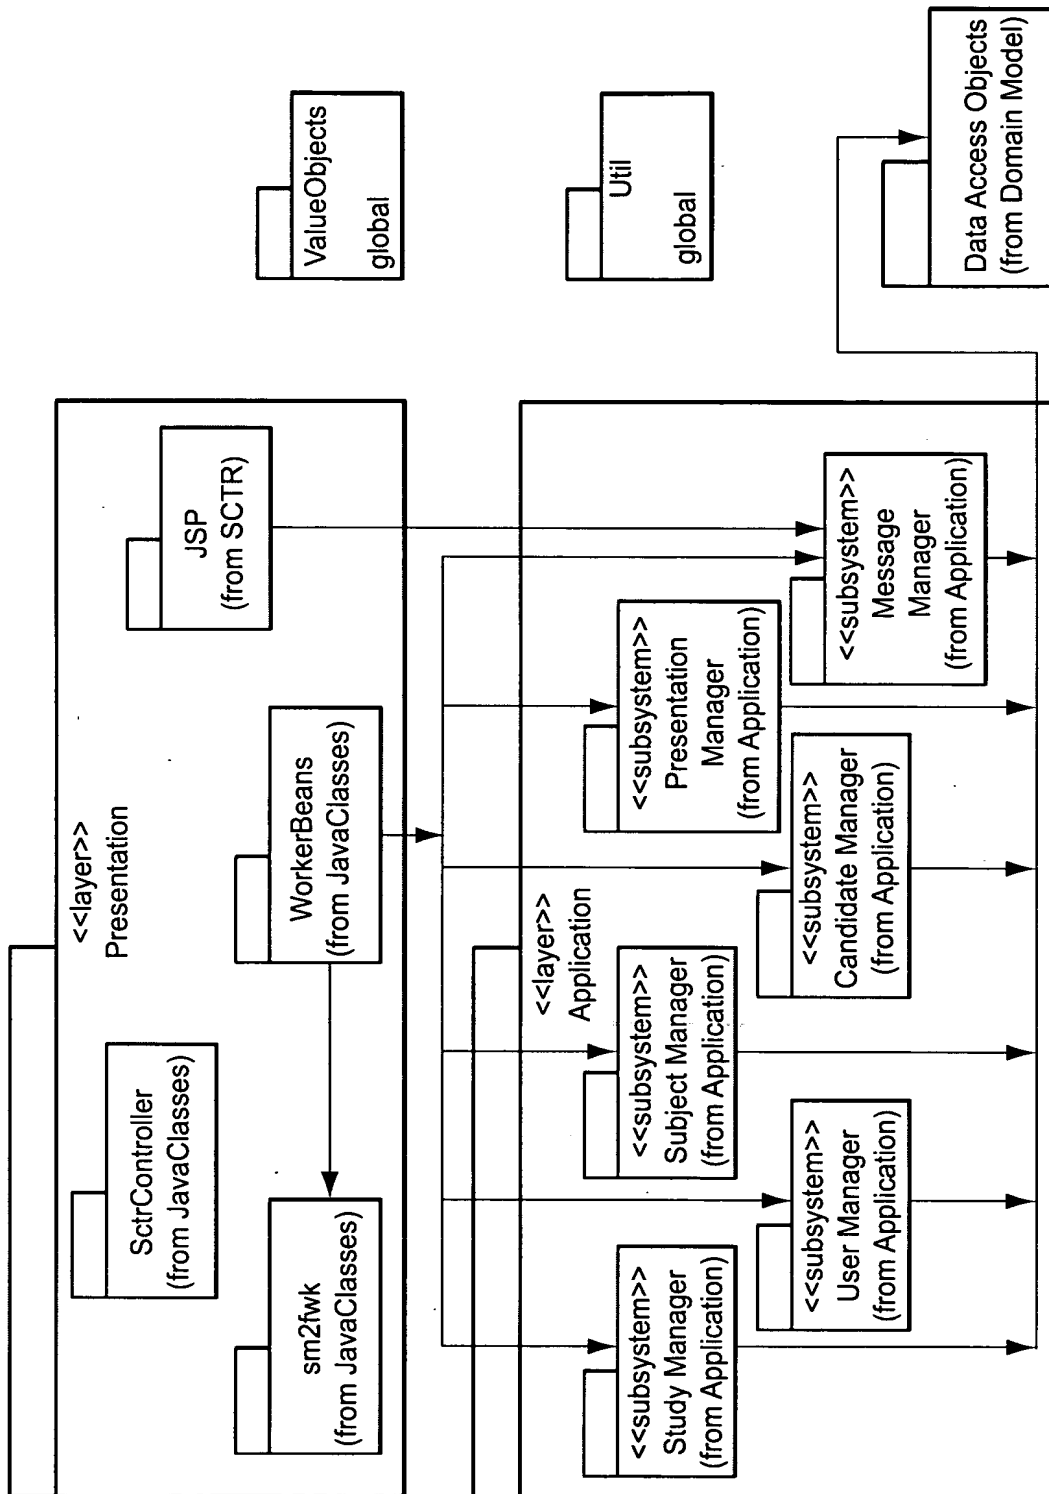 <<layer>>
Presentation
SctrController
(from JavaClasses)
JSP
(from SCTR)
sm2fwk
(from JavaClasses)
WorkerBeans
(from JavaClasses)
ValueObjects
global
<<layer>>
Application
<<subsystem>>
Study Manager
(from Application)
<<subsystem>>
Subject Manager
(from Application)
<<subsystem>>
Presentation
Manager
(from Application)
<<subsystem>>
User Manager
(from Application)
<<subsystem>>
Candidate Manager
(from Application)
<<subsystem>>
Message
Manager
(from Application)
Util
global
Data Access Objects
(from Domain Model)